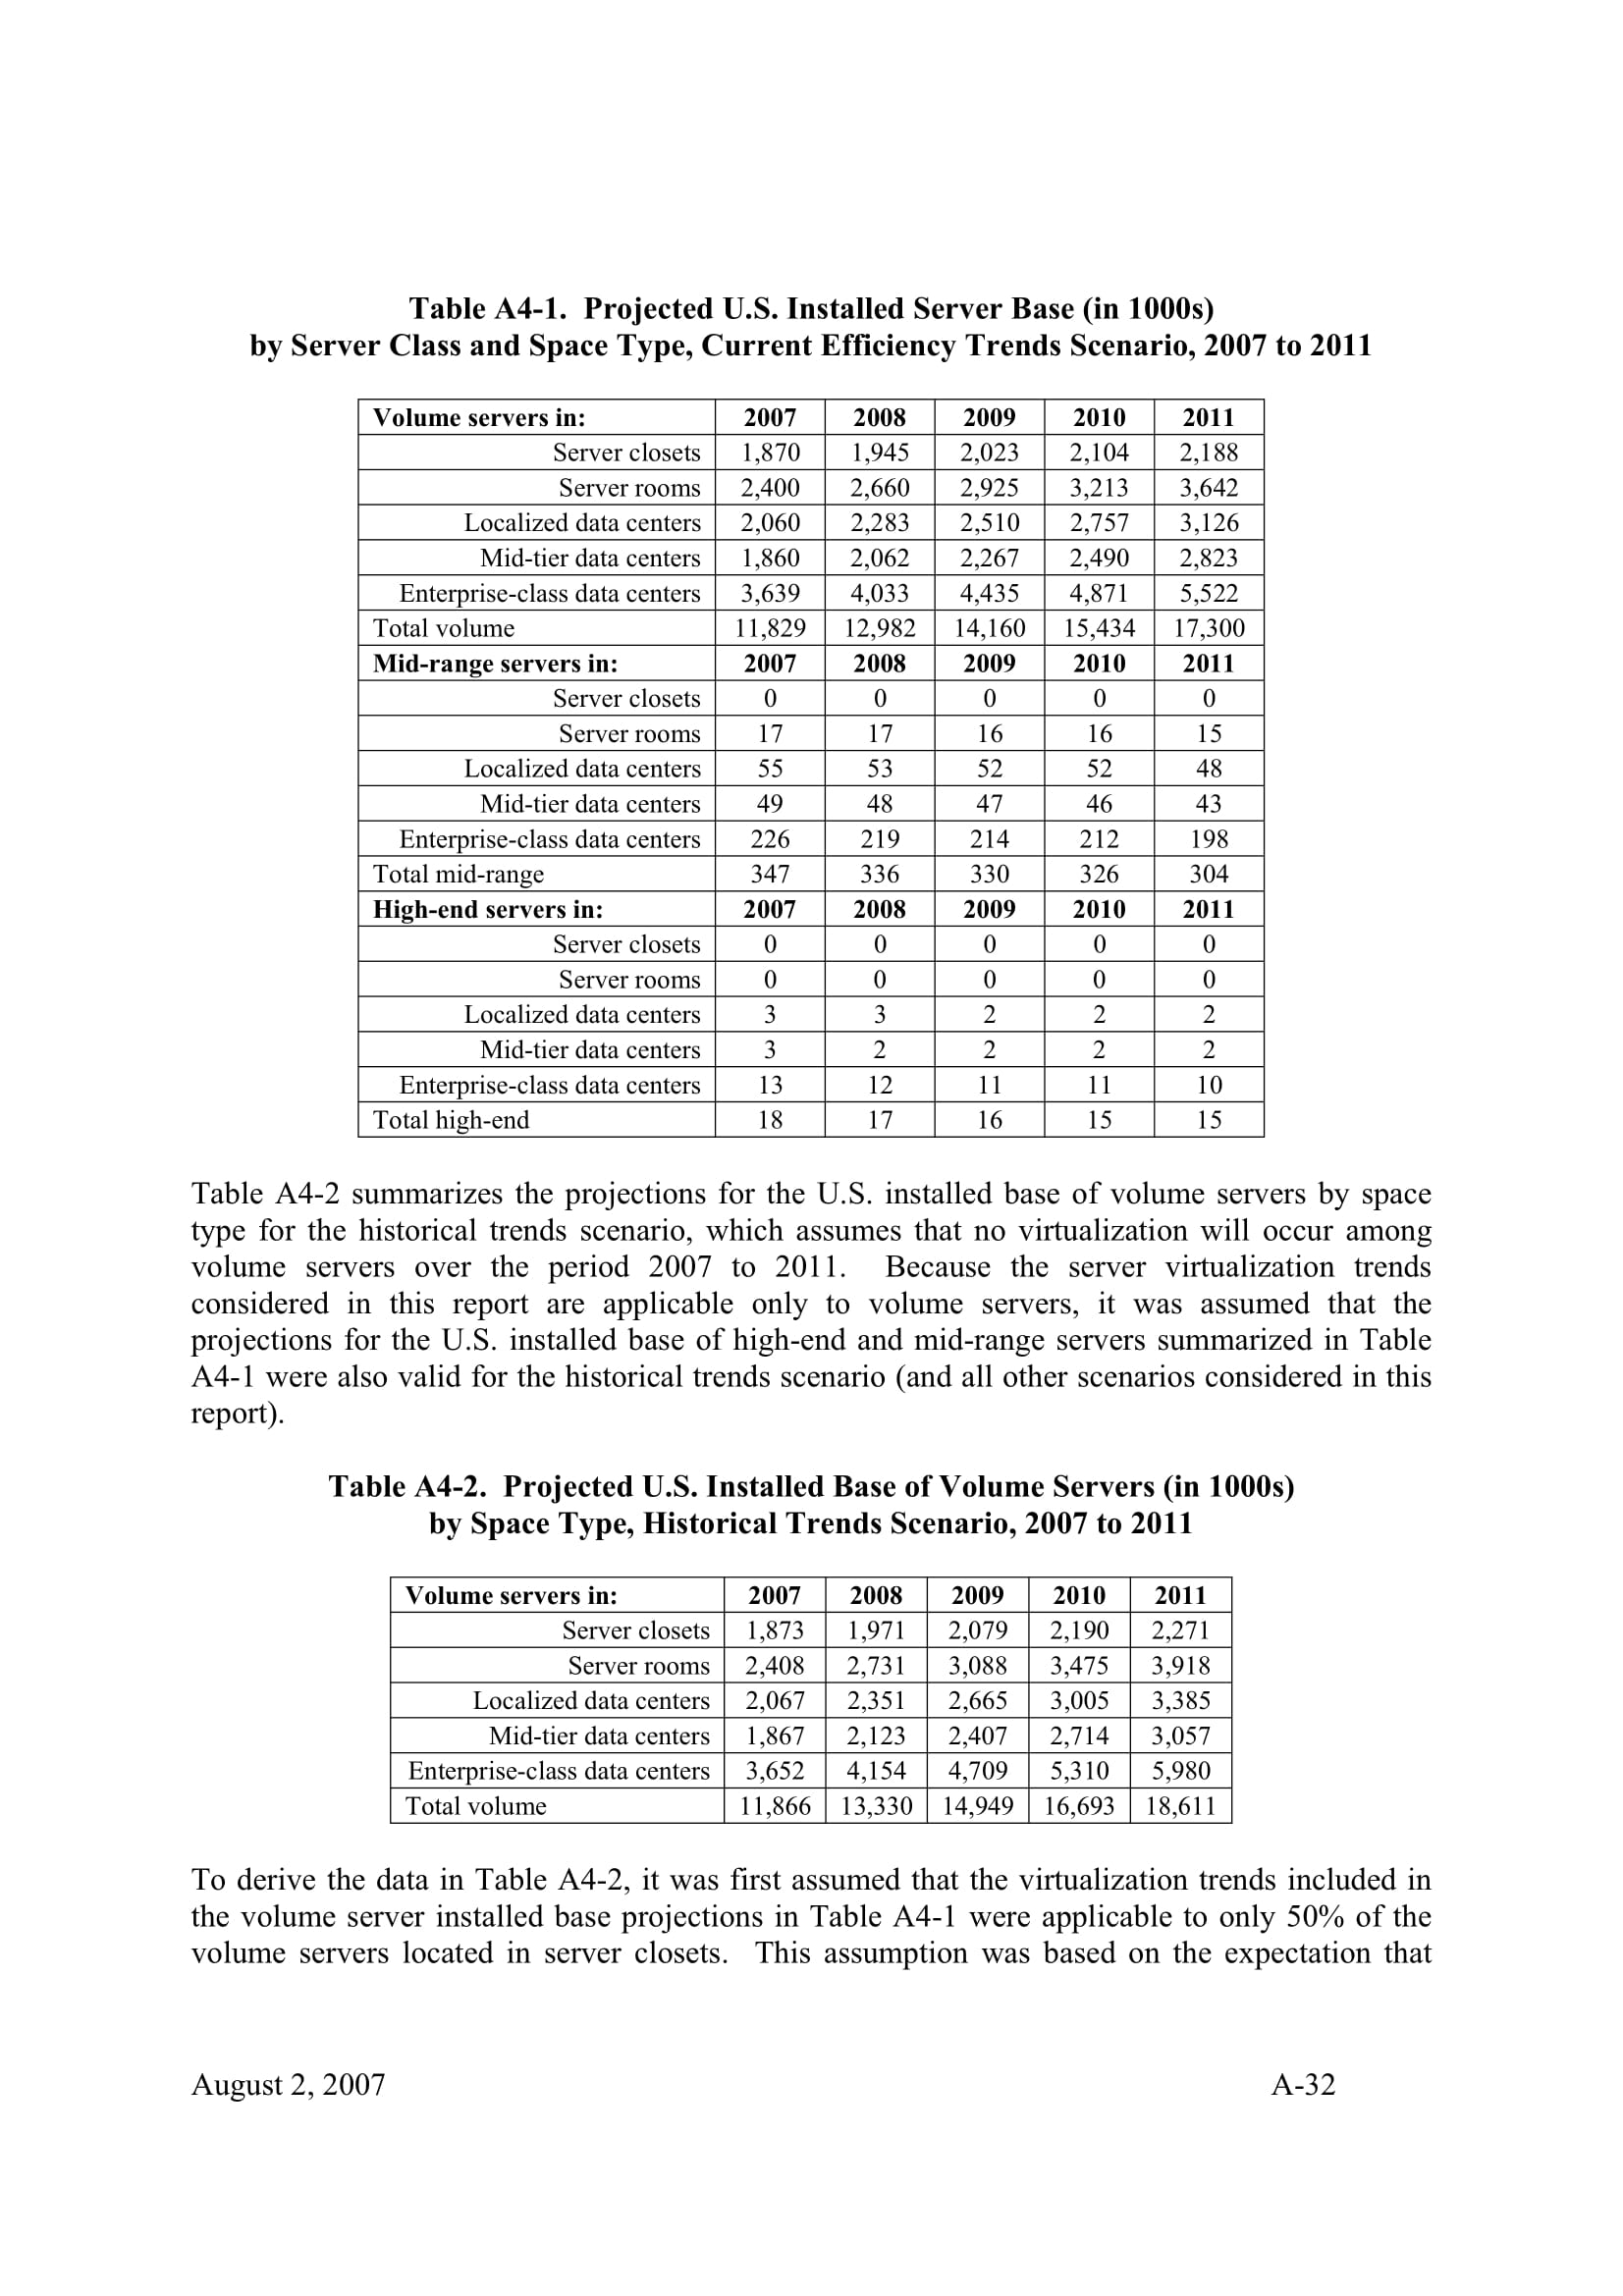 Table A4-1. Projected U.S. Installed Server Base (in 1000s)
by Server Class and Space Type, Current Efficiency Trends Scenario, 2007 to 2011
Volume servers in: 2007 2008 2009 2010 2011
Server closets 1,870 1,945 2,023 2,104 2,188
Server rooms 2,400 2,660 2,925 3,213 3,642
Localized data centers 2,060 2,283 2,510 2,757 3,126
Mid-tier data centers 1,860 2,062 2,267 2,490 2,823
Enterprise-class data centers 3,639 4,033 4,435 4,871 5,522
Total volume 11,829 12,982 14,160 15,434 17,300
Mid-range servers in: 2007 2008 2009 2010 2011
Server closets 0 0 0 0 0
Server rooms 17 17 16 16 15
Localized data centers 55 53 52 52 48
Mid-tier data centers 49 48 47 46 43
Enterprise-class data centers 226 219 214 212 198
Total mid-range 347 336 330 326 304
High-end servers in: 2007 2008 2009 2010 2011
Server closets 0 0 0 0 0
Server rooms 0 0 0 0 0
Localized data centers 3 3 2 2 2
Mid-tier data centers 3 2 2 2 2
Enterprise-class data centers 13 12 11 11 10
Total high-end 18 17 16 15 15
Table A4-2 summarizes the projections for the U.S. installed base of volume servers by space
type for the historical trends scenario, which assumes that no virtualization will occur among
volume servers over the period 2007 to 2011. Because the server virtualization trends
considered in this report are applicable only to volume servers, it was assumed that the
projections for the U.S. installed base of high-end and mid-range servers summarized in Table
A4-1 were also valid for the historical trends scenario (and all other scenarios considered in this
report).
Table A4-2. Projected U.S. Installed Base of Volume Servers (in 1000s)
by Space Type, Historical Trends Scenario, 2007 to 2011
Volume servers in: 2007 2008 2009 2010 2011
Server closets 1,873 1,971 2,079 2,190 2,271
Server rooms 2,408 2,731 3,088 3,475 3,918
Localized data centers 2,067 2,351 2,665 3,005 3,385
Mid-tier data centers 1,867 2,123 2,407 2,714 3,057
Enterprise-class data centers 3,652 4,154 4,709 5,310 5,980
Total volume 11,866 13,330 14,949 16,693 18,611
To derive the data in Table A4-2, it was first assumed that the virtualization trends included in
the volume server installed base projections in Table A4-1 were applicable to only 50% of the
volume servers located in server closets. This assumption was based on the expectation that
August 2, 2007 A-32